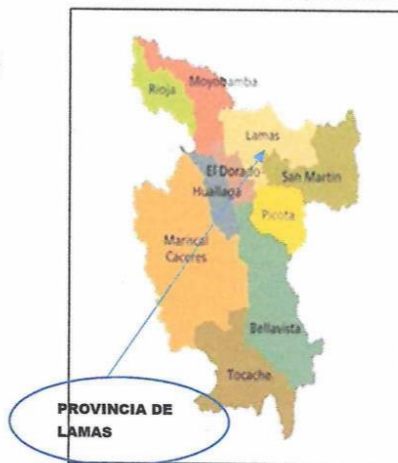 Moyobamba
Rioja
Lamas
El Dorado
San Martin
Huallaga
Picota
Mariscal
Caceres
Bellavista
Tocache
PROVINCIA DE
LAMAS